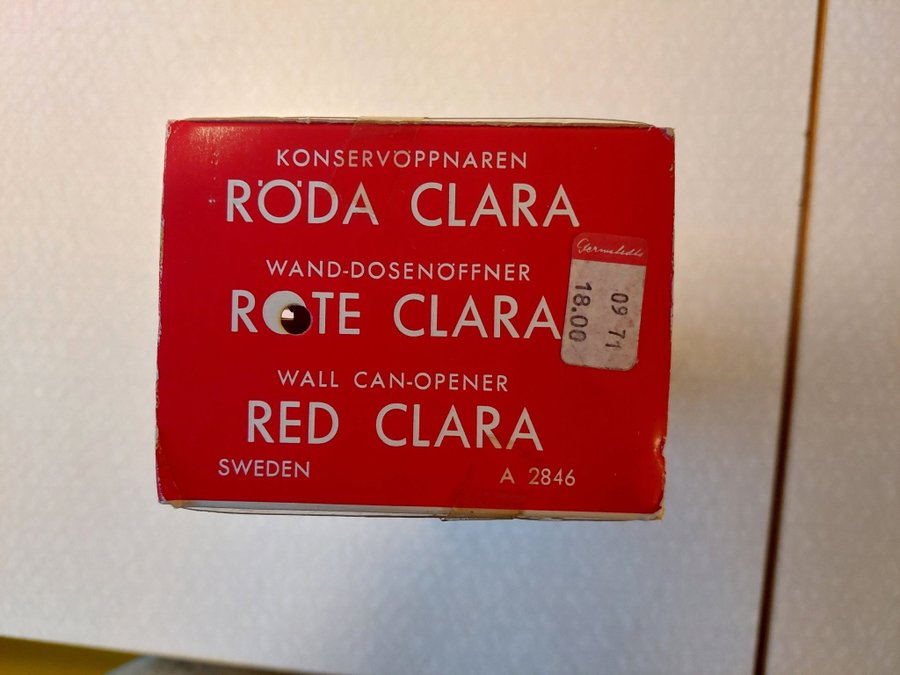 KONSERVÖPPNAREN
RÖDA CLARA
WAND-DOSENÖFFNER
ROTE CLARA
WALL CAN-OPENER
RED CLARA
SWEDEN
A 2846
09 71
18.00